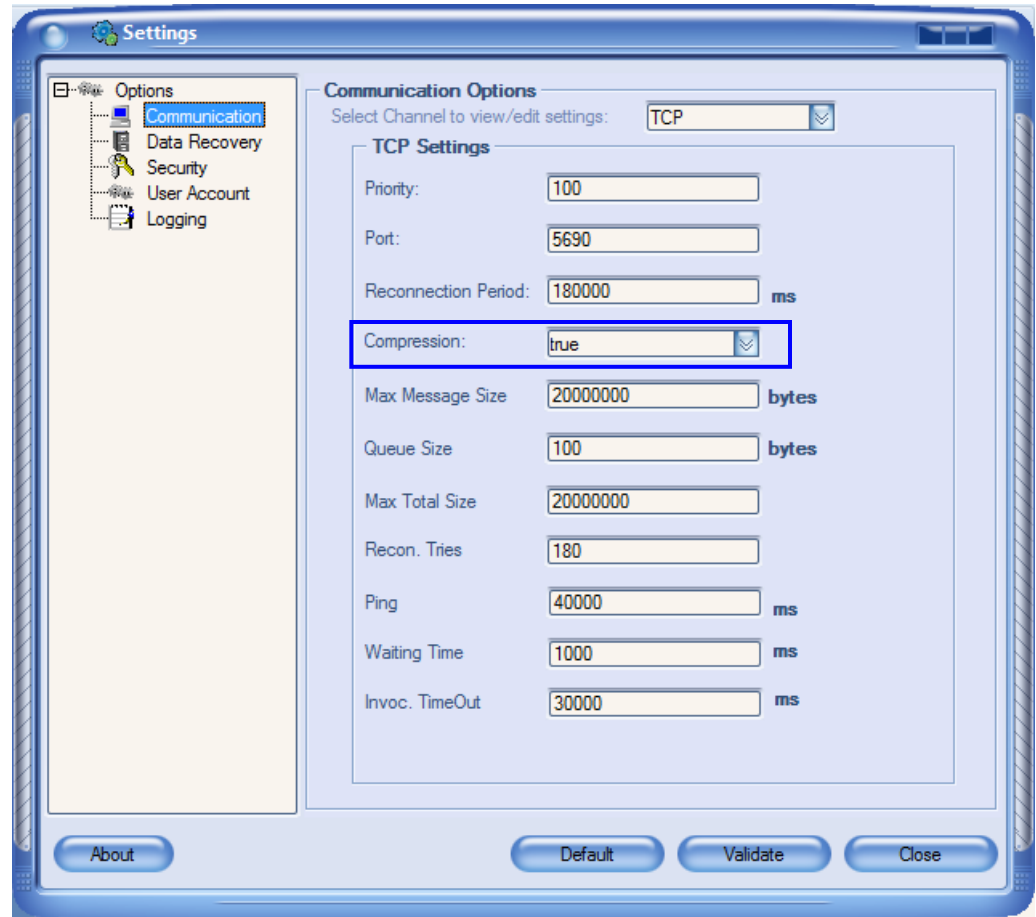 Settings
Options
Communication
Data Recovery
Security
User Account
Logging
Communication Options
Select Channel to view/edit settings: TCP
TCP Settings
Priority: 100
Port: 5690
Reconnection Period: 180000 ms
Compression: true
Max Message Size 20000000 bytes
Queue Size 100 bytes
Max Total Size 20000000
Recon. Tries 180
Ping 40000 ms
Waiting Time 1000 ms
Invoc. TimeOut 30000 ms
About Default Validate Close